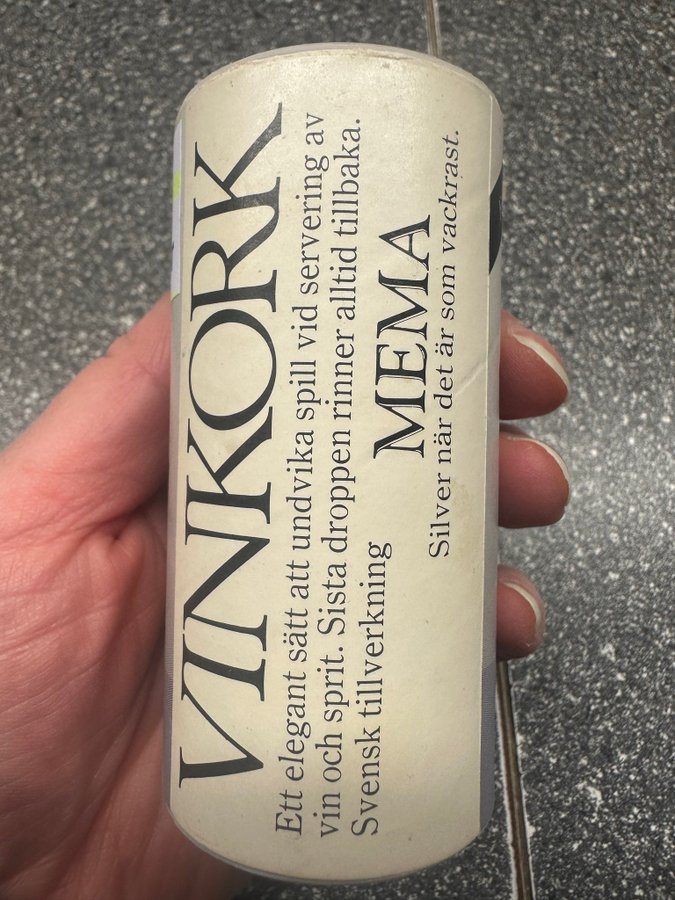 VINKORK
Ett elegant sätt att undvika spill vid servering av
vin och sprit. Sista droppen rinner alltid tillbaka.
Svensk tillverkning
MEMA
Silver när det är som vackrast.